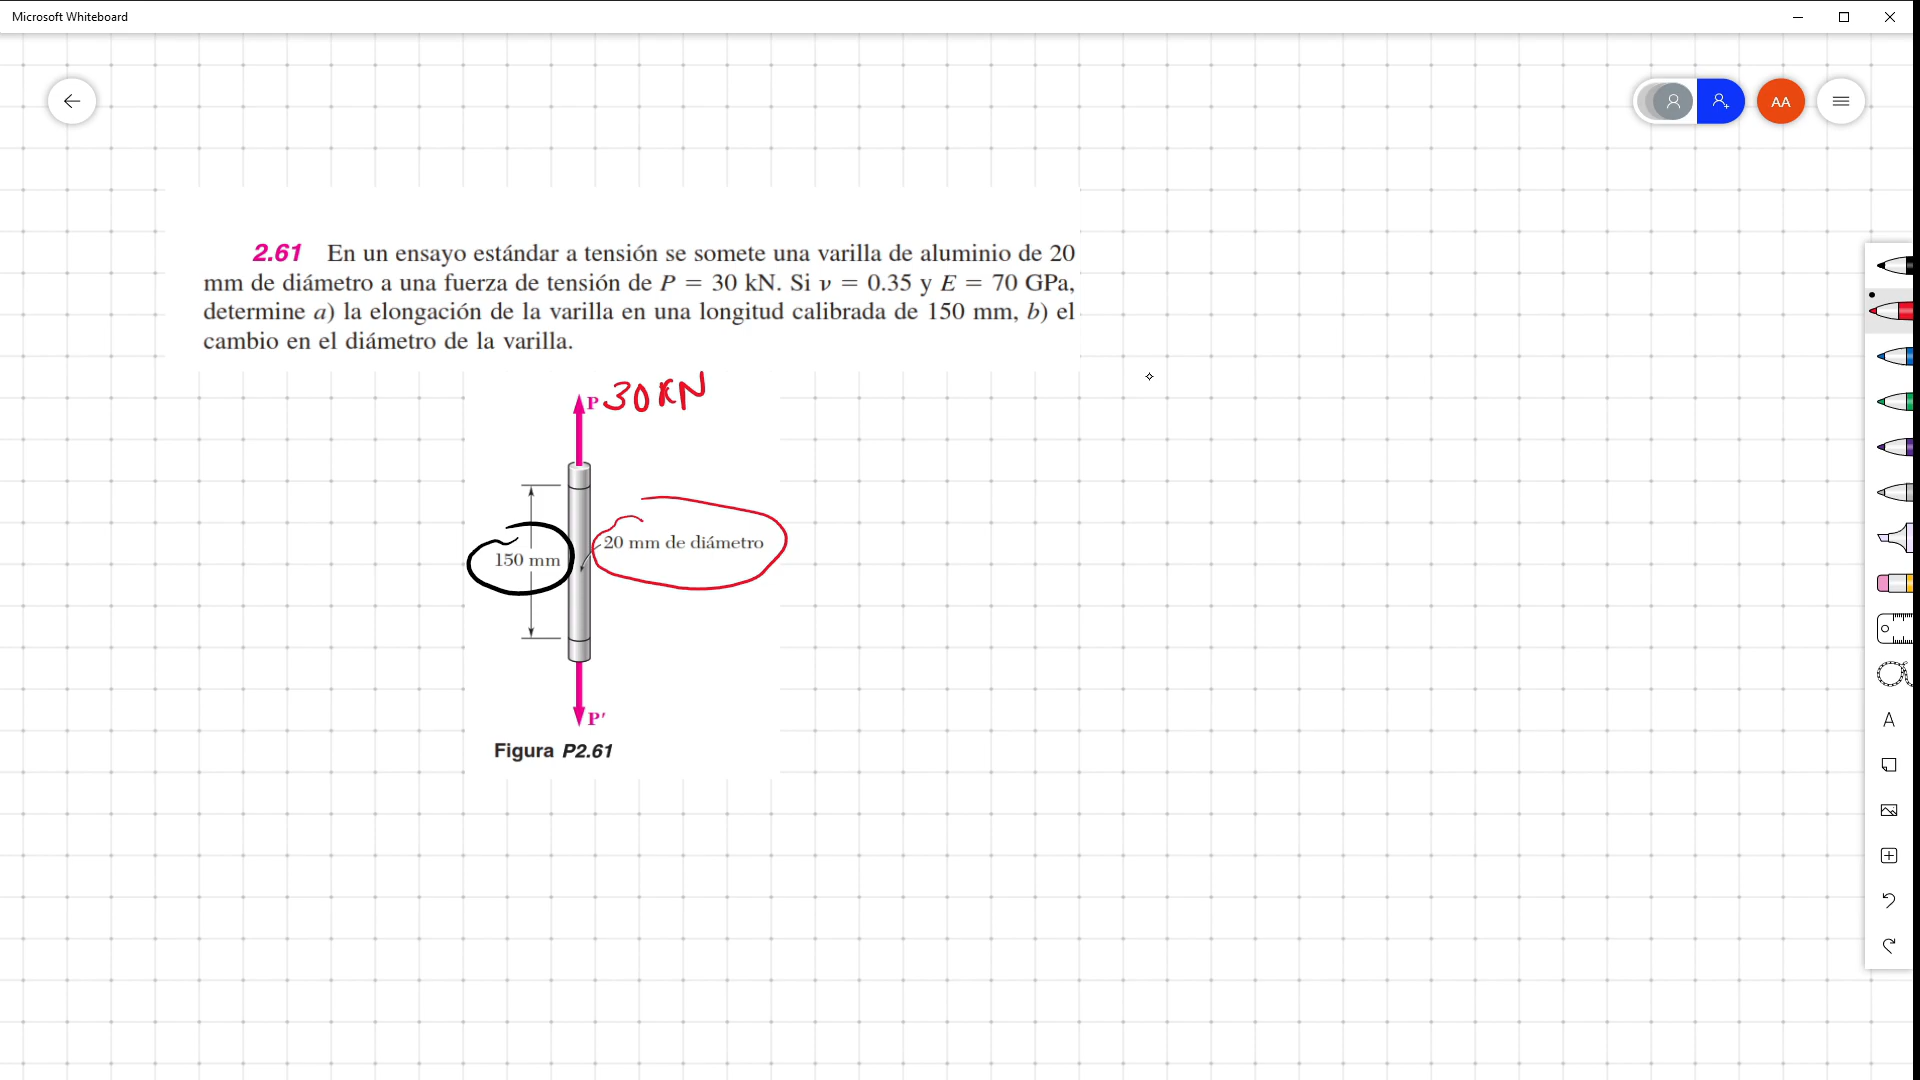 Microsoft Whiteboard
AA
2.61 En un ensayo estándar a tensión se somete una varilla de aluminio de 20
mm de diámetro a una fuerza de tensión de P = 30 kN. Si ν = 0.35 y E = 70 GPa,
determine a) la elongación de la varilla en una longitud calibrada de 150 mm, b) el
cambio en el diámetro de la varilla.
P 30KN
20 mm de diámetro
150 mm
P′
Figura P2.61
A